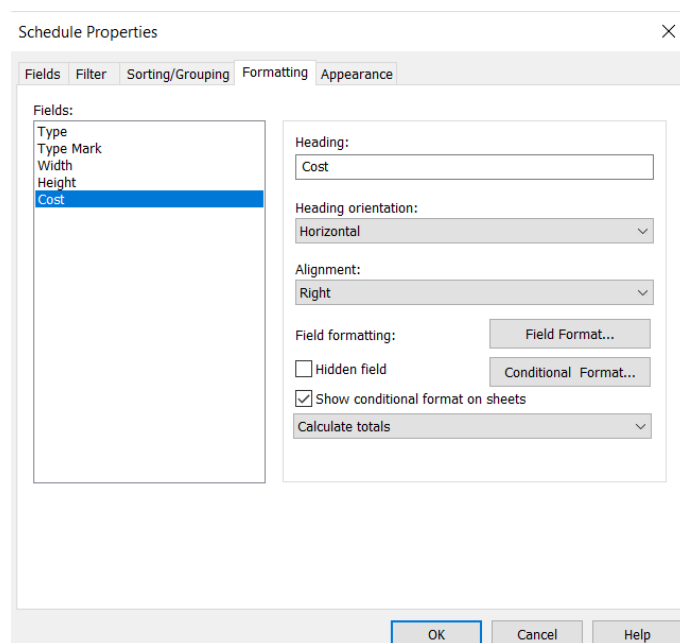 Schedule Properties
Fields Filter Sorting/Grouping Formatting Appearance
Fields:
Type
Type Mark
Width
Height
Cost
Heading:
Cost
Heading orientation:
Horizontal
Alignment:
Right
Field formatting: Field Format...
Hidden field Conditional Format...
Show conditional format on sheets
Calculate totals
OK Cancel Help